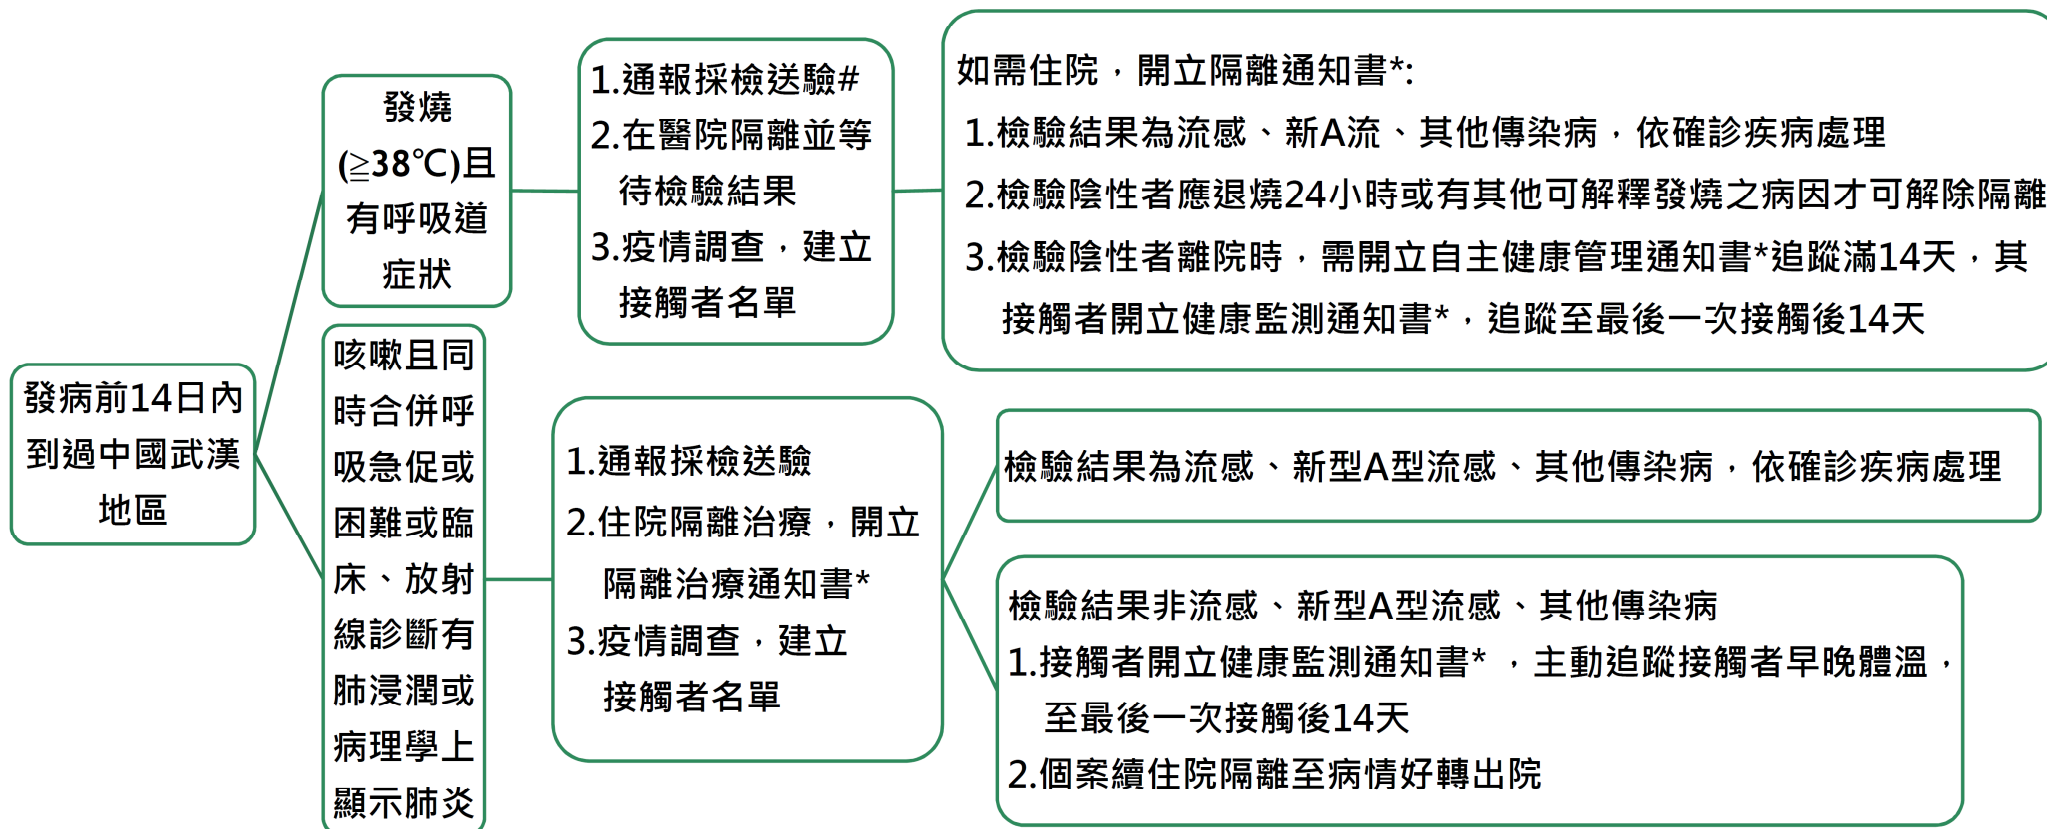 發病前14日內
到過中國武漢
地區
發燒
(≧38℃)且
有呼吸道
症狀
1.通報採檢送驗#
2.在醫院隔離並等
待檢驗結果
3.疫情調查，建立
接觸者名單
如需住院，開立隔離通知書*:
1.檢驗結果為流感、新A流、其他傳染病，依確診疾病處理
2.檢驗陰性者應退燒24小時或有其他可解釋發燒之病因才可解除隔離
3.檢驗陰性者離院時，需開立自主健康管理通知書*追蹤滿14天，其
接觸者開立健康監測通知書*，追蹤至最後一次接觸後14天
咳嗽且同
時合併呼
吸急促或
困難或臨
床、放射
線診斷有
肺浸潤或
病理學上
顯示肺炎
1.通報採檢送驗
2.住院隔離治療，開立
隔離治療通知書*
3.疫情調查，建立
接觸者名單
檢驗結果為流感、新型A型流感、其他傳染病，依確診疾病處理
檢驗結果非流感、新型A型流感、其他傳染病
1.接觸者開立健康監測通知書* ，主動追蹤接觸者早晚體溫，
至最後一次接觸後14天
2.個案續住院隔離至病情好轉出院